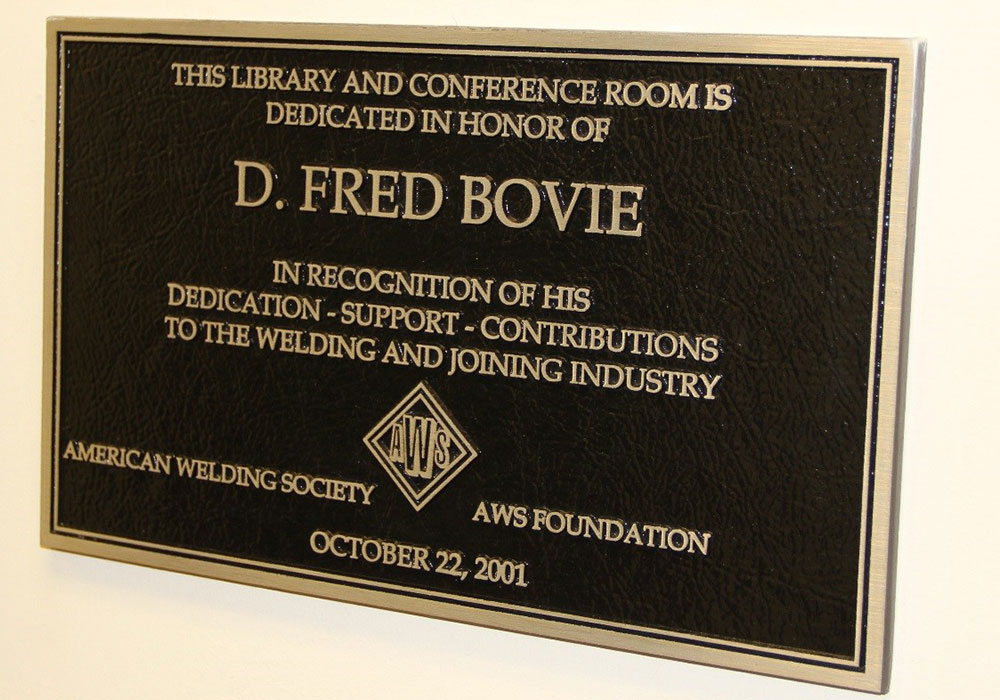 THIS LIBRARY AND CONFERENCE ROOM IS
DEDICATED IN HONOR OF
D. FRED BOVIE
IN RECOGNITION OF HIS
DEDICATION - SUPPORT - CONTRIBUTIONS
TO THE WELDING AND JOINING INDUSTRY
AWS
AMERICAN WELDING SOCIETY
AWS FOUNDATION
OCTOBER 22, 2001